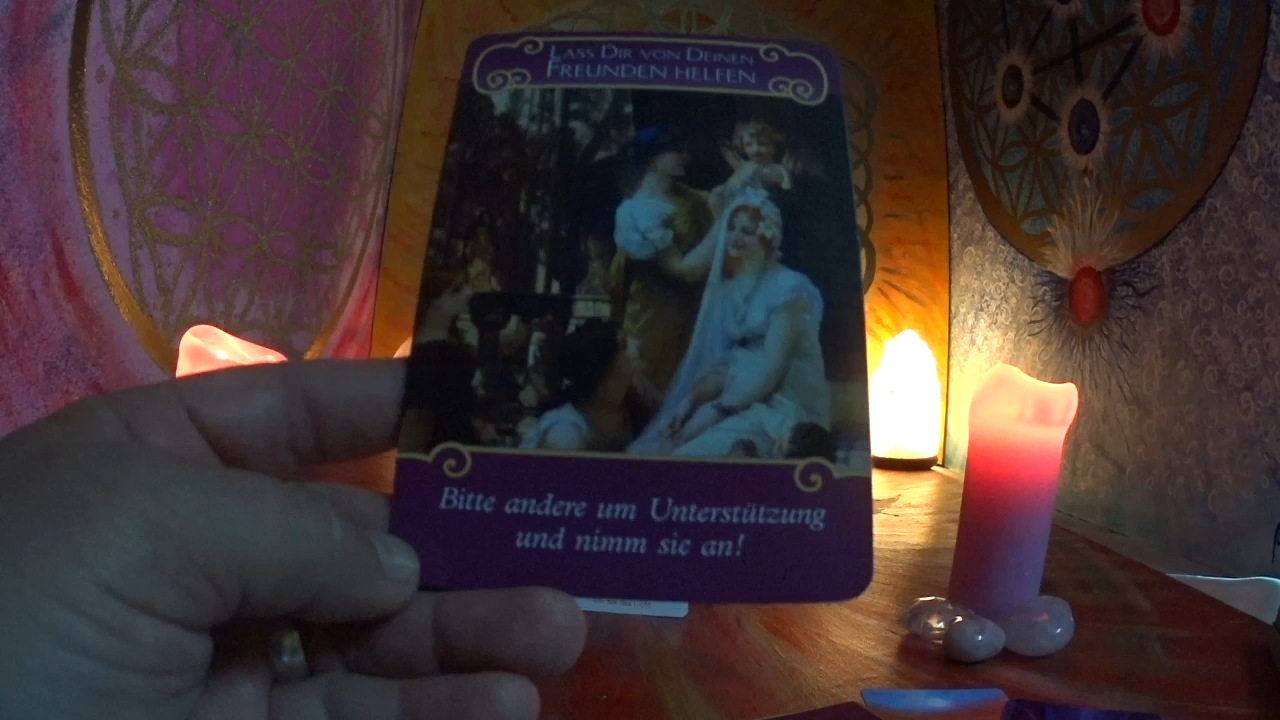 LASS DIR VON DEINEN
FREUNDEN HELFEN
Bitte andere um Unterstützung
und nimm sie an!